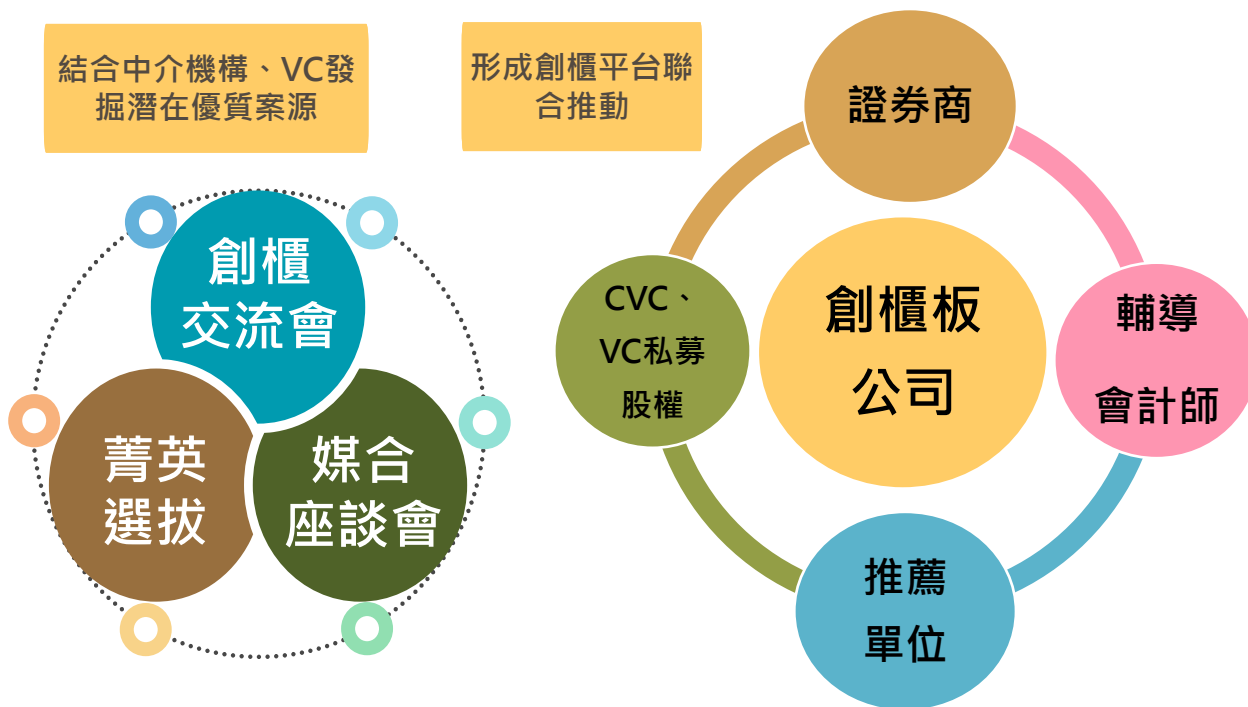 結合中介機構、VC發
掘潛在優質案源
形成創櫃平台聯
合推動
創櫃
交流會
菁英
選拔
媒合
座談會
證券商
CVC、
VC私募
股權
創櫃板
公司
輔導
會計師
推薦
單位